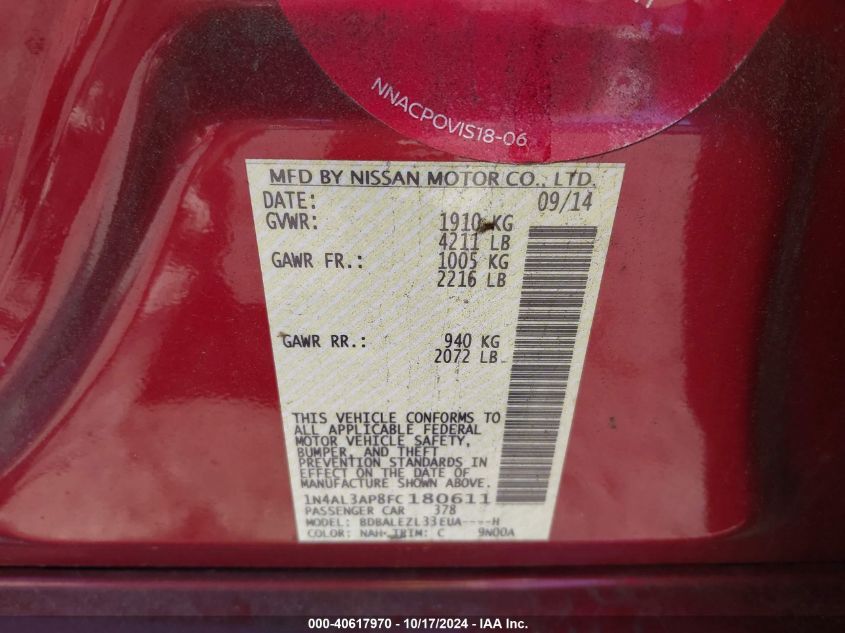 NNACPOVIS18-06
MFD BY NISSAN MOTOR CO., LTD.
DATE: 09/14
GVWR: 1910 KG
4211 LB
GAWR FR.: 1005 KG
2216 LB
GAWR RR.: 940 KG
2072 LB
THIS VEHICLE CONFORMS TO
ALL APPLICABLE FEDERAL
MOTOR VEHICLE SAFETY,
BUMPER, AND THEFT
PREVENTION STANDARDS IN
EFFECT ON THE DATE OF
MANUFACTURE SHOWN ABOVE.
1N4AL3AP8FC180611
PASSENGER CAR 378
MODEL: BDBALEZL33EUA----H
COLOR: NAH TRIM: C 9N00A
000-40617970 - 10/17/2024 - IAA Inc.